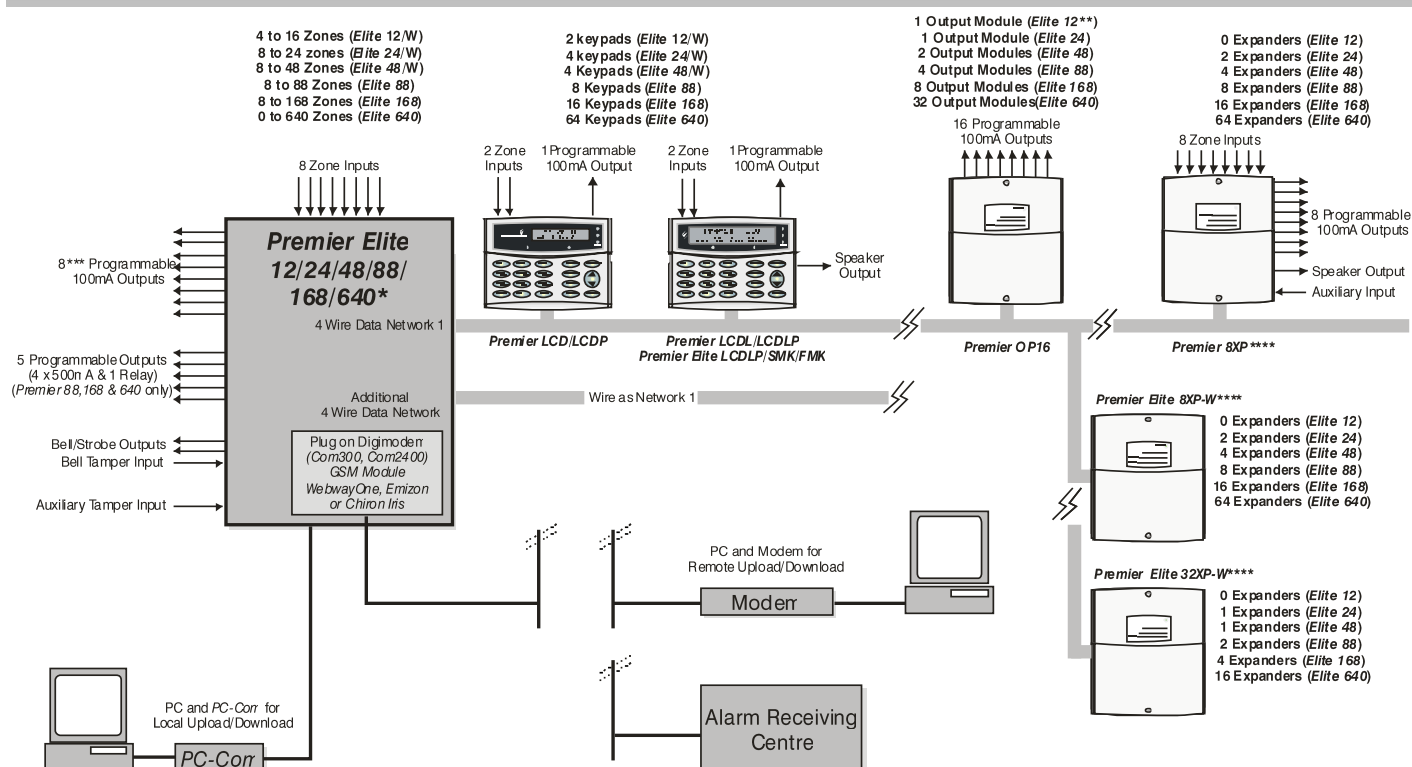 4 to 16 Zones (Elite 12/W)
8 to 24 zones (Elite 24/W)
8 to 48 Zones (Elite 48/W)
8 to 88 Zones (Elite 88)
8 to 168 Zones (Elite 168)
0 to 640 Zones (Elite 640)
2 keypads (Elite 12/W)
4 keypads (Elite 24/W)
4 Keypads (Elite 48/W)
8 Keypads (Elite 88)
16 Keypads (Elite 168)
64 Keypads (Elite 640)
1 Output Module (Elite 12**)
1 Output Module (Elite 24)
2 Output Modules (Elite 48)
4 Output Modules (Elite 88)
8 Output Modules (Elite 168)
32 Output Modules(Elite 640)
0 Expanders (Elite 12)
2 Expanders (Elite 24)
4 Expanders (Elite 48)
8 Expanders (Elite 88)
16 Expanders (Elite 168)
64 Expanders (Elite 640)
8 Zone Inputs
2 Zone
Inputs
1Programmable
100mA Output
2 Zone
Inputs
1Programmable
100mA Output
16 Programmable
100mA Outputs
8 Zone Inputs
Premier Elite
12/24/48/88/
168/640*
8*** Programmable
100mA Outputs
Speaker
Output
8 Programmable
100mA Outputs
Speaker Output
Auxiliary Input
4 Wire Data Network 1
Premier LCD/LCDP
Premier LCDL/LCDLP
Premier Elite LCDLP/SMK/FMK
Premier OP16
Premier 8XP****
5 Programmable Outputs
(4 x 500m A & 1 Relay)
(Premier 88,168 & 640 only)
Additional
4 Wire Data Network
Wire as Network 1
Bell/Strobe Outputs
Bell Tamper Input
Auxiliary Tamper Input
Plug on Digimodem
(Com300, Com2400)
GSM Module
WebwayOne, Emizon
or Chiron Iris
Premier Elite 8XP-W****
0 Expanders (Elite 12)
2 Expanders (Elite 24)
4 Expanders (Elite 48)
8 Expanders (Elite 88)
16 Expanders (Elite 168)
64 Expanders (Elite 640)
PC and Modem for
Remote Upload/Download
Modem
Premier Elite 32XP-W****
0 Expanders (Elite 12)
1 Expanders (Elite 24)
1 Expanders (Elite 48)
2 Expanders (Elite 88)
4 Expanders (Elite 168)
16 Expanders (Elite 640)
PC and PC-Com for
Local Upload/Download
PC-Com
Alarm Receiving
Centre